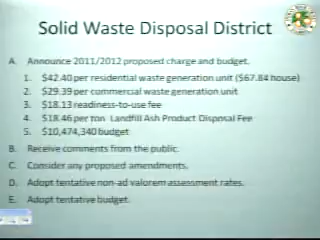 Solid Waste Disposal District
A. Announce 2011/2012 proposed charge and budget.
1. $42.40 per residential waste generation unit ($67.84 house)
2. $29.39 per commercial waste generation unit
3. $18.13 readiness-to-use fee
4. $18.46 per ton Landfill Ash Product Disposal Fee
5. $10,474,340 budget
B. Receive comments from the public.
C. Consider any proposed amendments.
D. Adopt tentative non-ad valorem assessment rates.
E. Adopt tentative budget.